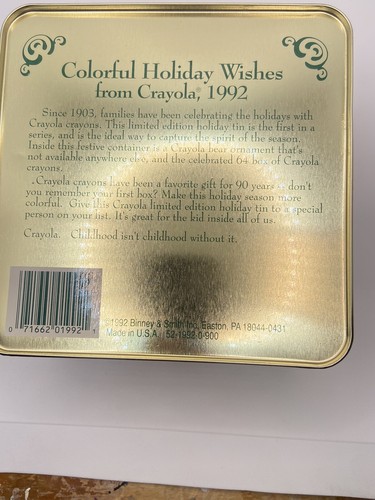 Colorful Holiday Wishes
from Crayola, 1992
Since 1903, families have been celebrating the holidays with
Crayola crayons. This limited edition holiday tin is the first in a
series, and is the ideal way to capture the spirit of the season.
Inside this festive container is a Crayola bear ornament that's
not available anywhere else, and the celebrated 64 box of Crayola
crayons.
Crayola crayons have been a favorite gift for 90 years -- don't
you remember your first box? Make this holiday season more
colorful. Give this Crayola limited edition holiday tin to a special
person on your list. It's great for the kid inside all of us.
Crayola. Childhood isn't childhood without it.
0 71662 01992 1
©1992 Binney & Smith Inc. Easton, PA 18044-0431
Made in U.S.A. 52-1992-0-900